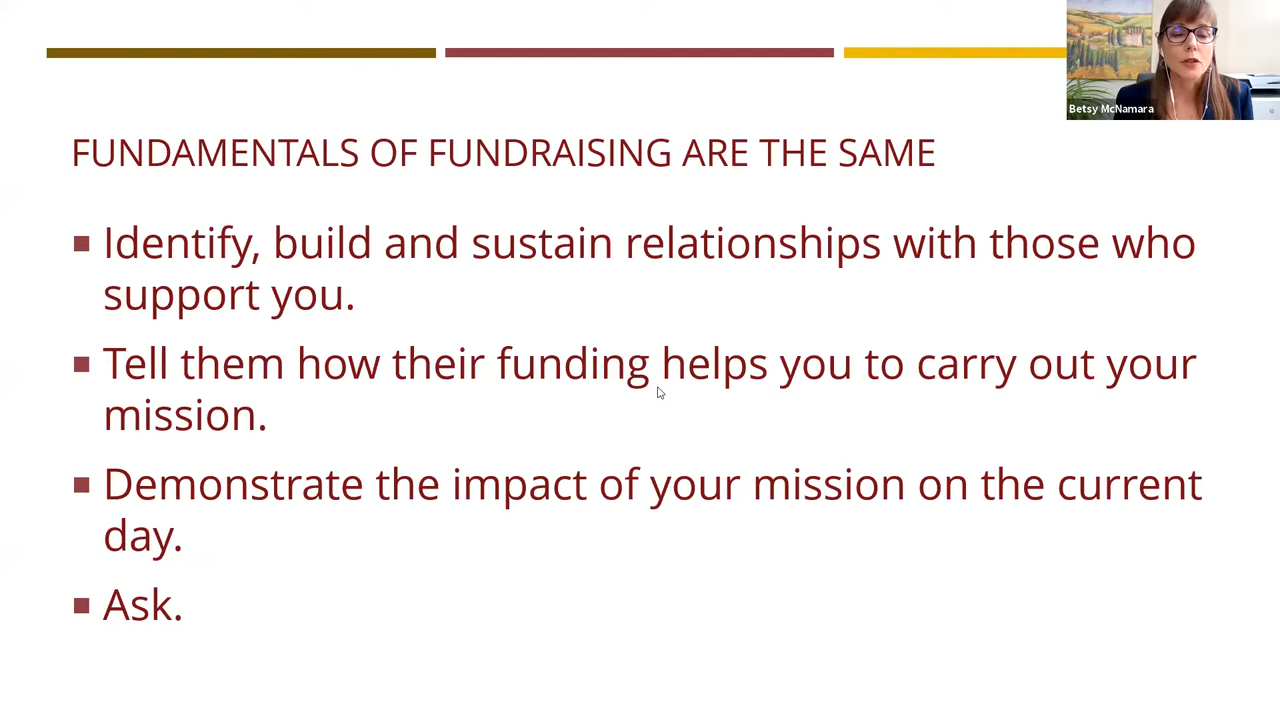 Betsy McNamara
FUNDAMENTALS OF FUNDRAISING ARE THE SAME
Identify, build and sustain relationships with those who
support you.
Tell them how their funding helps you to carry out your
mission.
Demonstrate the impact of your mission on the current
day.
Ask.